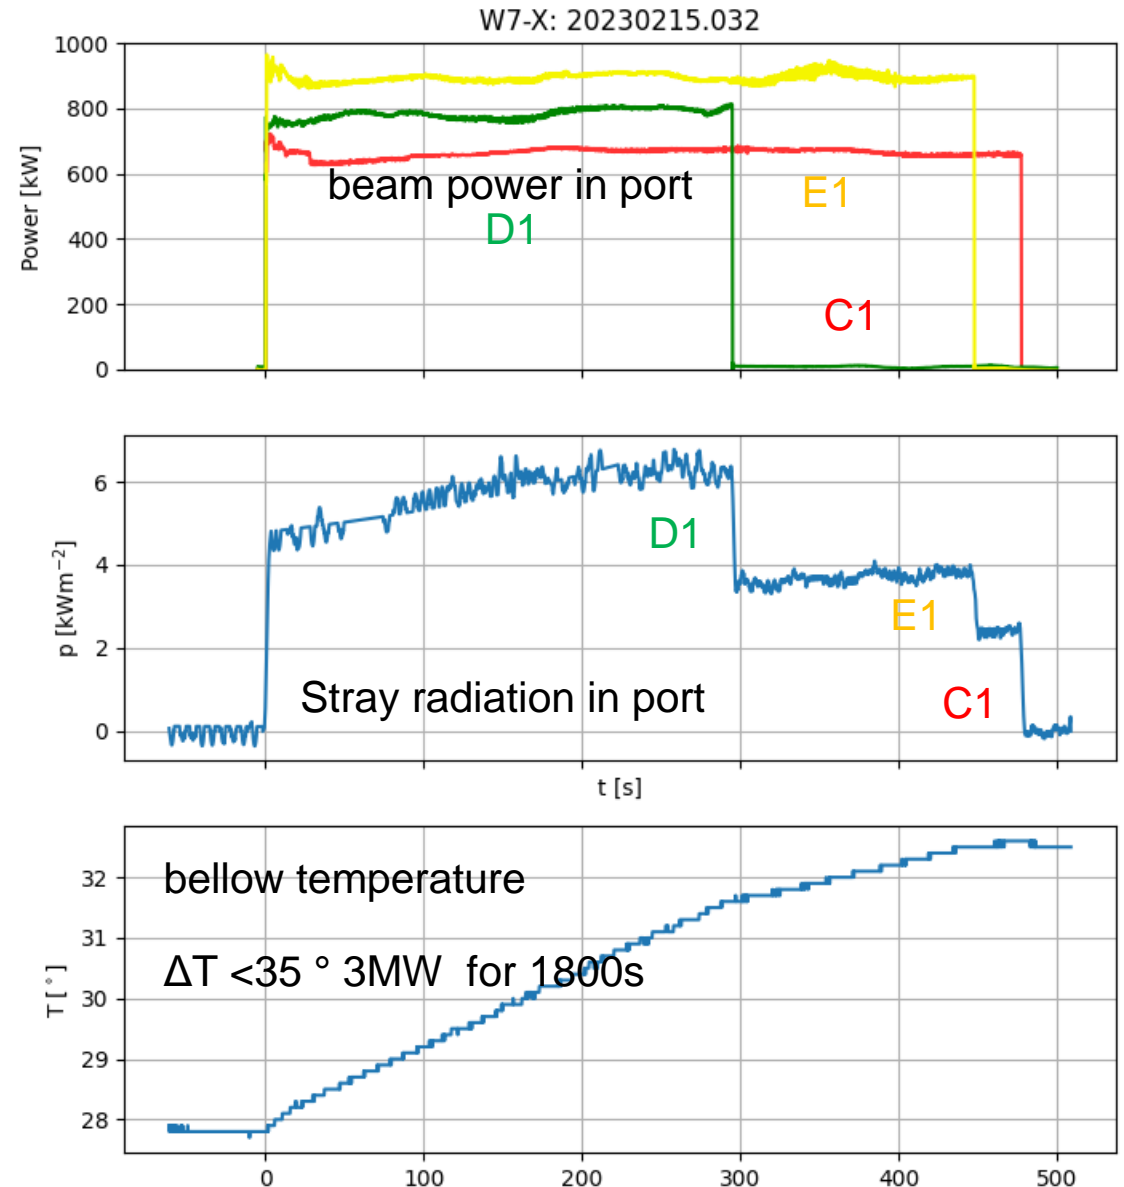 W7-X: 20230215.032
1000
800
600
400
200
0
Power [kW]
beam power in port
D1
E1
C1
6
4
2
0
p [kWm⁻²]
D1
E1
C1
Stray radiation in port
t [s]
32
31
30
29
28
T [°]
bellow temperature
ΔT <35 ° 3MW for 1800s
0 100 200 300 400 500